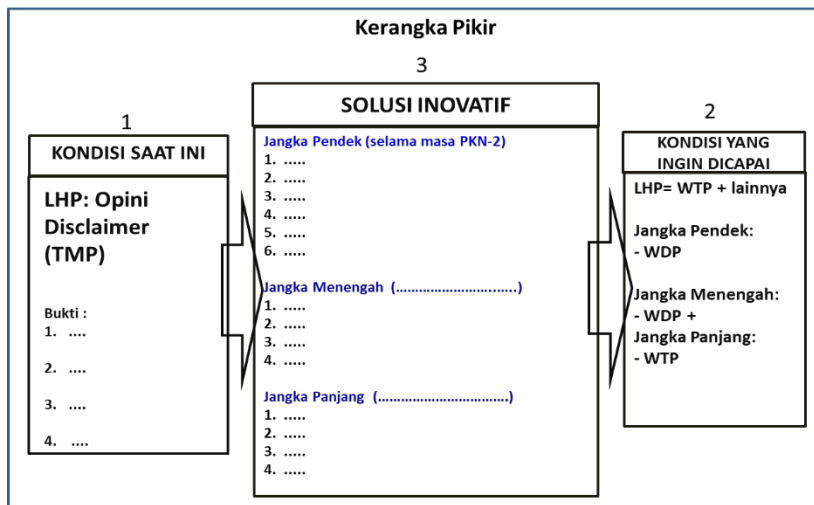 Kerangka Pikir
1
KONDISI SAAT INI
LHP: Opini
Disclaimer
(TMP)
Bukti :
1. ....
2. ....
3. ....
4. ....
3
SOLUSI INOVATIF
Jangka Pendek (selama masa PKN-2)
1. .....
2. .....
3. .....
4. .....
5. .....
6. .....
Jangka Menengah (............................)
1. .....
2. .....
3. .....
4. .....
Jangka Panjang (.................................)
1. .....
2. .....
3. .....
4. .....
2
KONDISI YANG
INGIN DICAPAI
LHP= WTP + lainnya
Jangka Pendek:
- WDP
Jangka Menengah:
- WDP +
Jangka Panjang:
- WTP